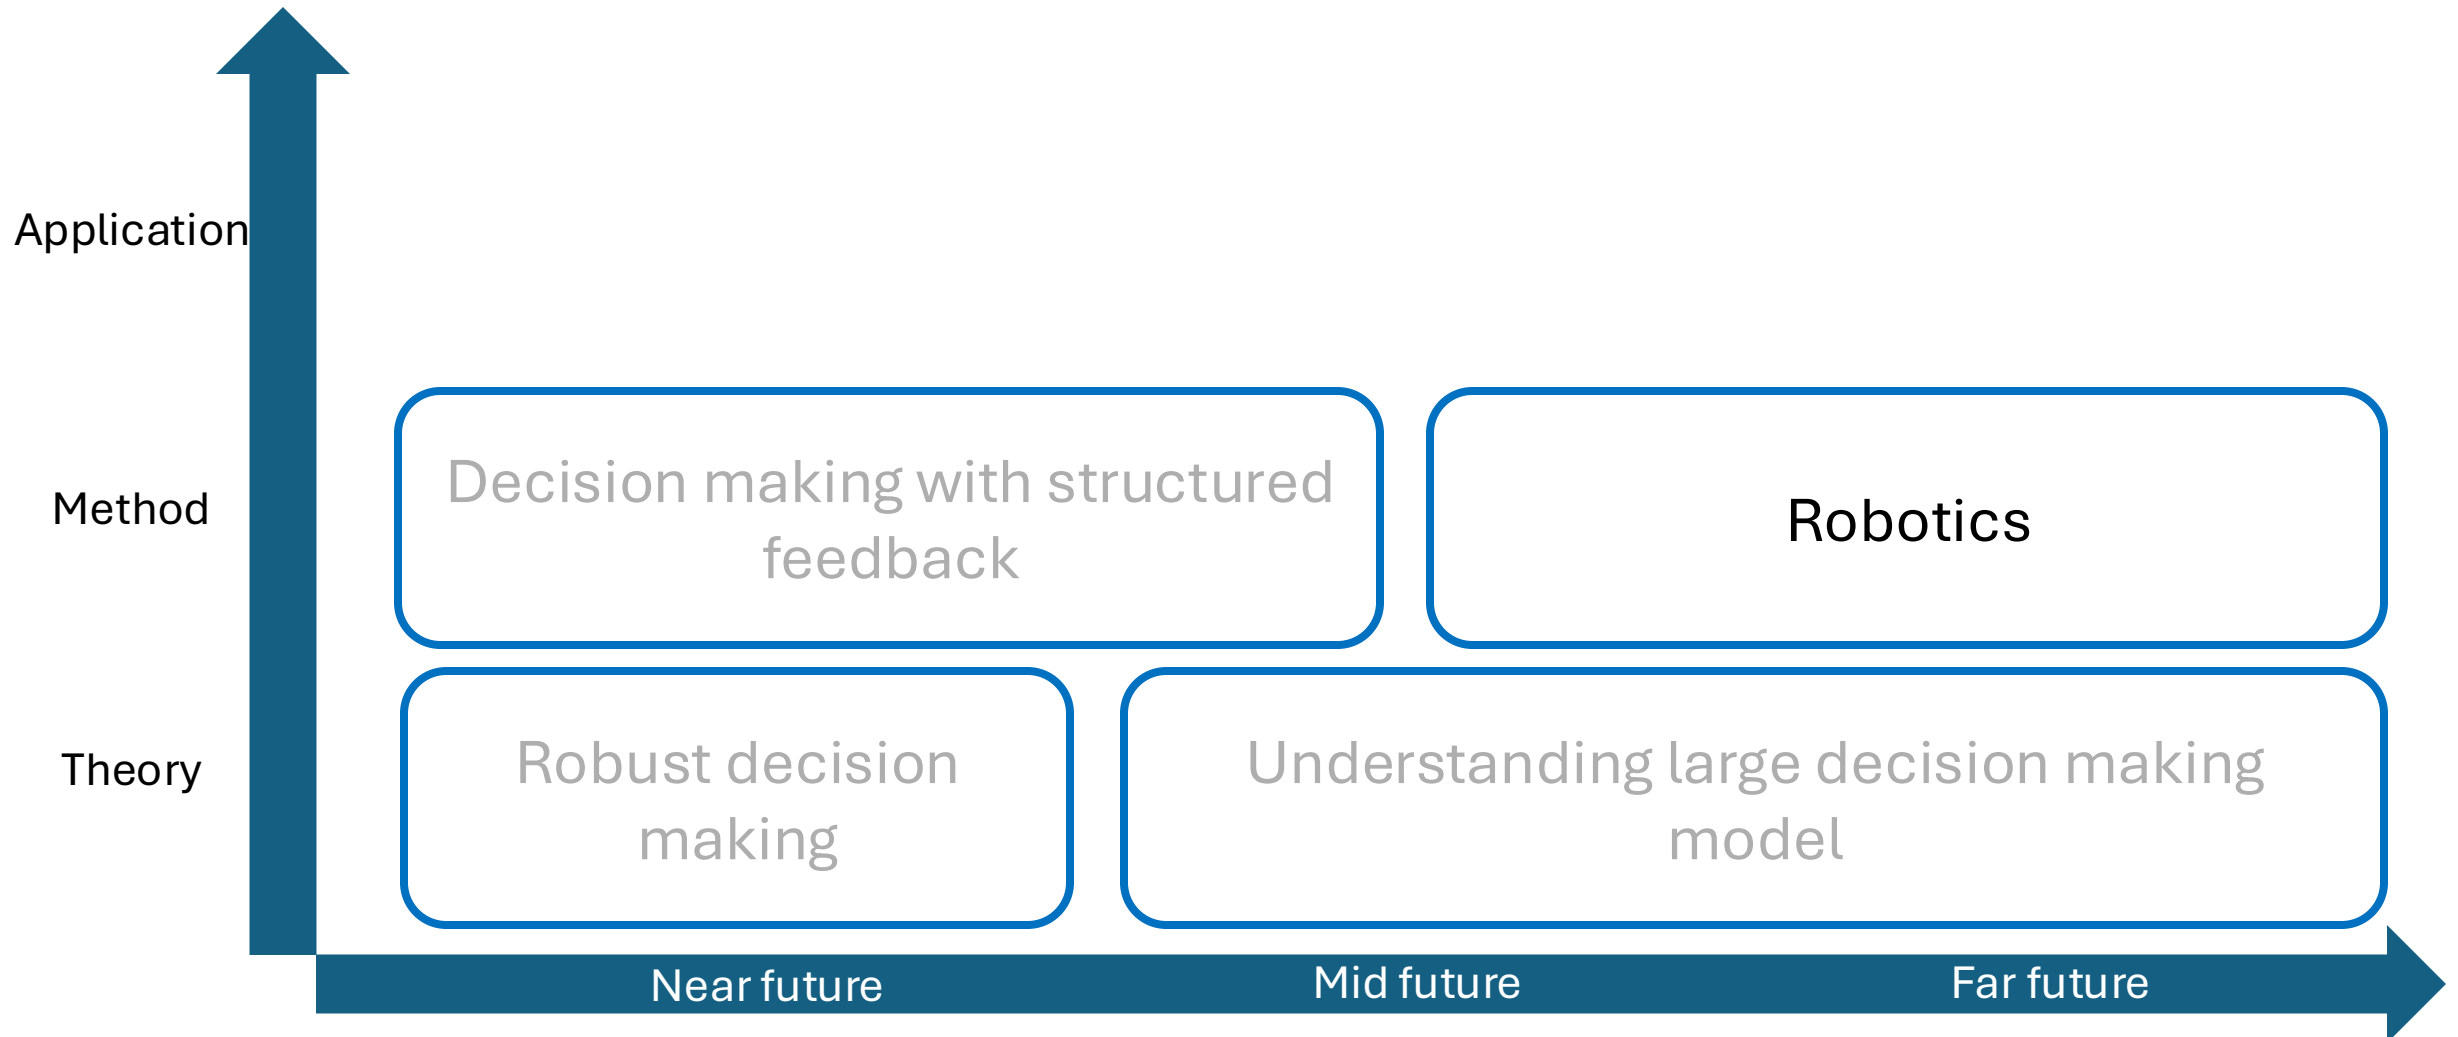 Application
Method
Decision making with structured
feedback
Robotics
Theory
Robust decision
making
Understanding large decision making
model
Near future
Mid future
Far future